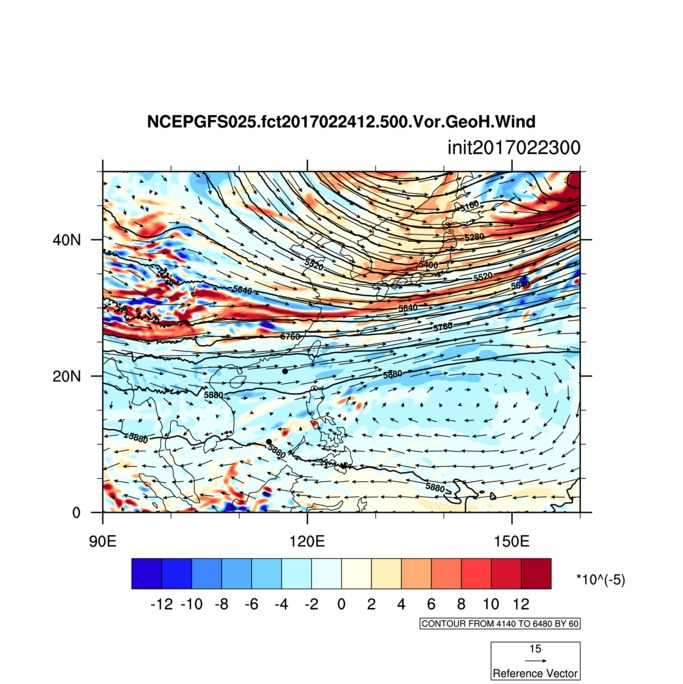 NCEPGFS025.fct2017022412.500.Vor.GeoH.Wind
init2017022300
5160
5280
40N
5400
5520
5520
5640
5640
5640
5760
5760
20N
5880
5880
5880
5880
5880
0
90E 120E 150E
-12 -10 -8 -6 -4 -2 0 2 4 6 8 10 12
*10^(-5)
CONTOUR FROM 4140 TO 6480 BY 60
15
Reference Vector